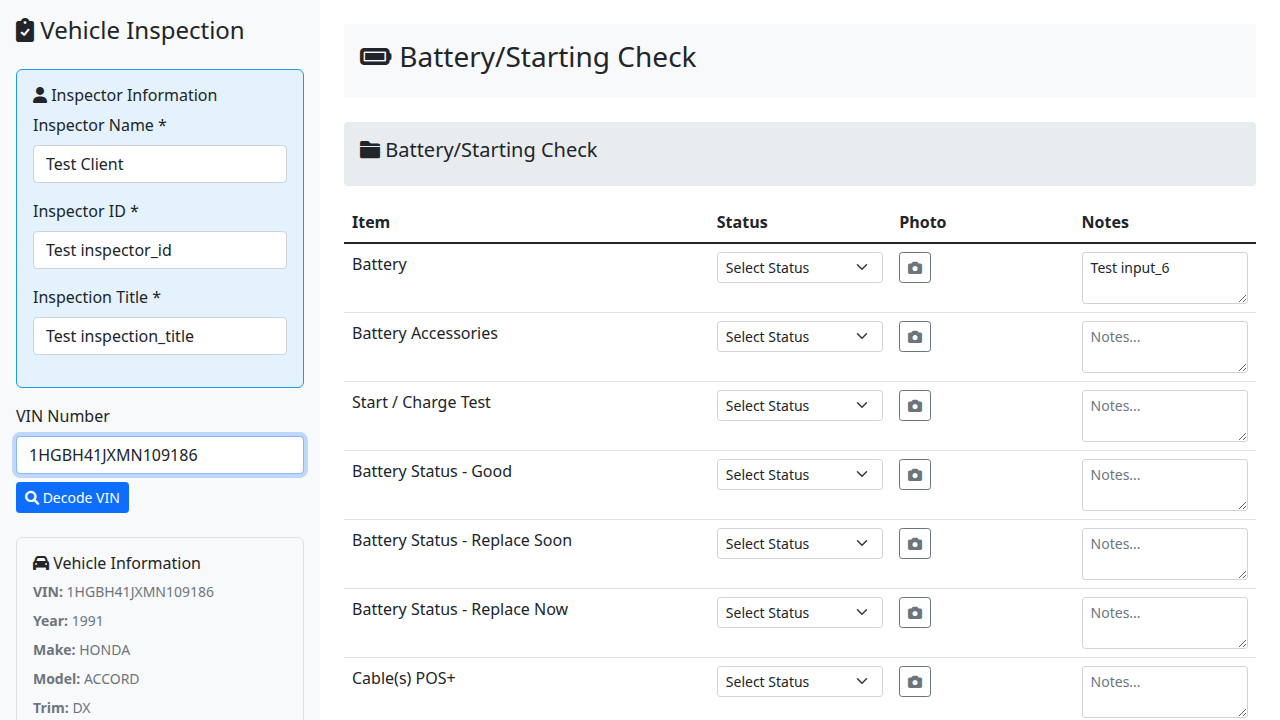 Vehicle Inspection
Inspector Information
Inspector Name *
Test Client
Inspector ID *
Test inspector_id
Inspection Title *
Test inspection_title
VIN Number
1HGBH41JXMN109186
Decode VIN
Vehicle Information
VIN: 1HGBH41JXMN109186
Year: 1991
Make: HONDA
Model: ACCORD
Trim: DX
Battery/Starting Check
Battery/Starting Check
Item Status Photo Notes
Battery Select Status Test input_6
Battery Accessories Select Status Notes...
Start / Charge Test Select Status Notes...
Battery Status - Good Select Status Notes...
Battery Status - Replace Soon Select Status Notes...
Battery Status - Replace Now Select Status Notes...
Cable(s) POS+ Select Status Notes...